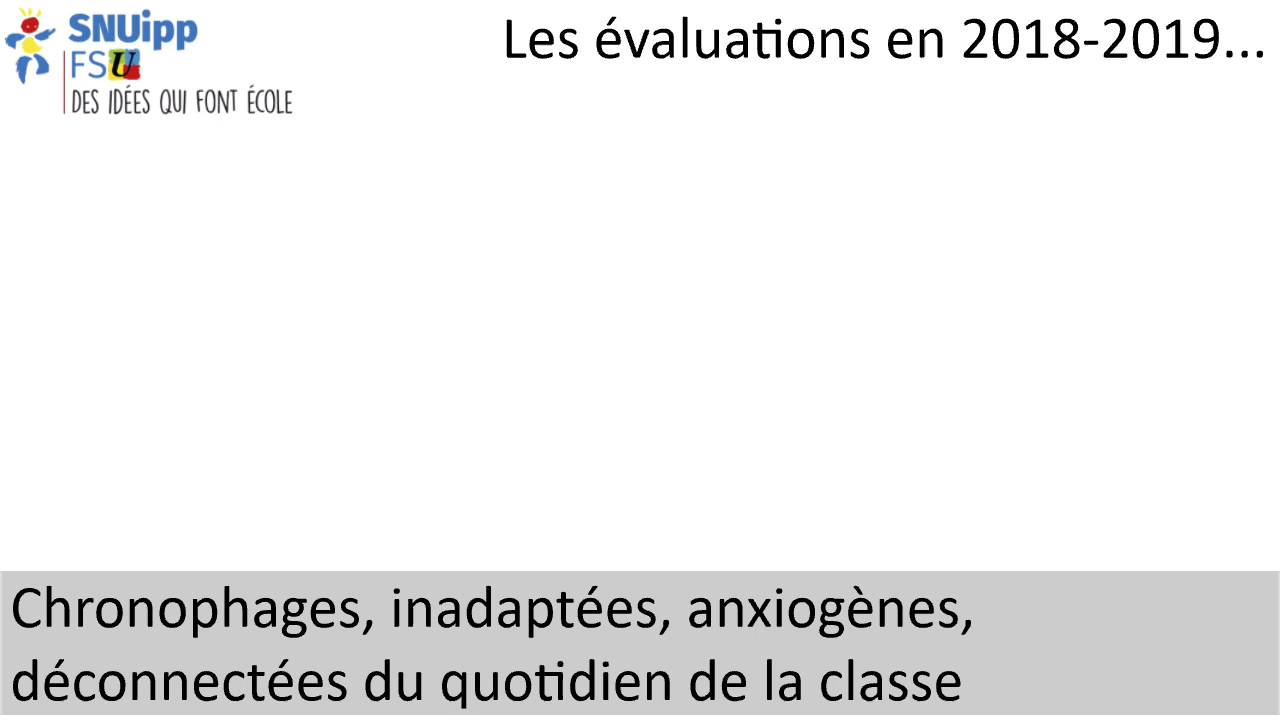 SNUipp
FSU
DES IDÉES QUI FONT ÉCOLE
Les évaluations en 2018-2019...
Chronophages, inadaptées, anxiogènes,
déconnectées du quotidien de la classe